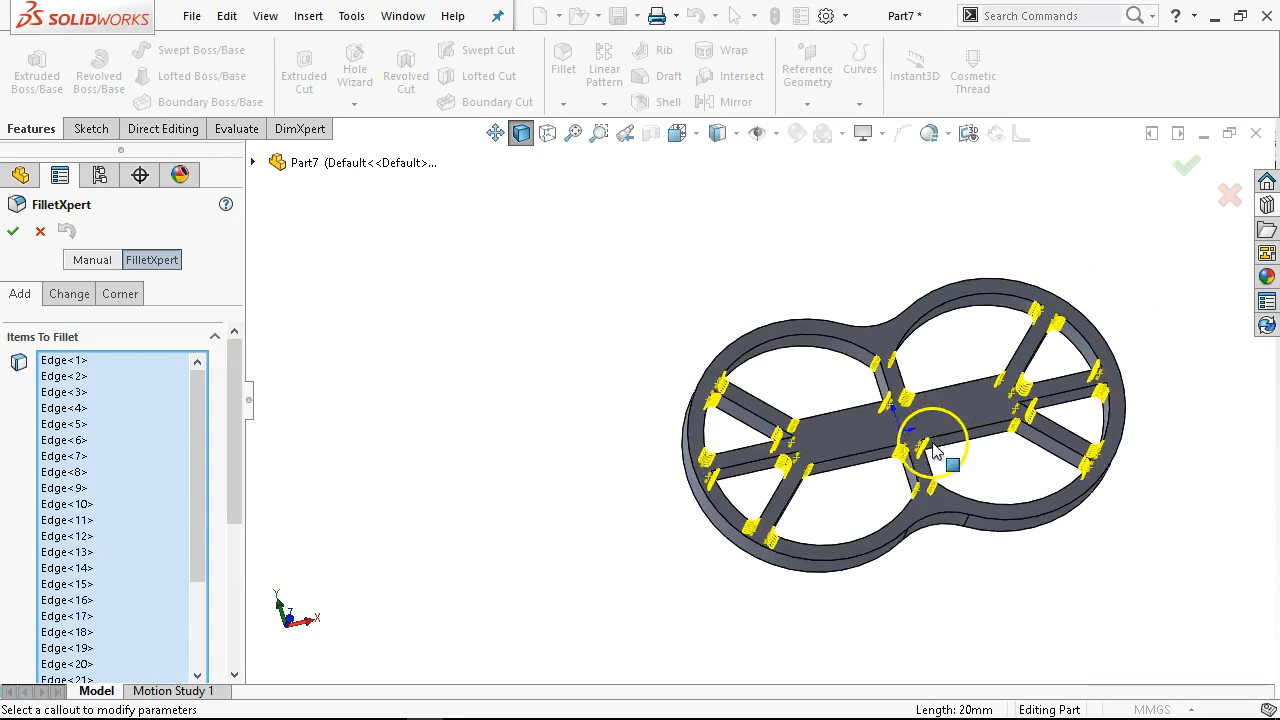 SOLIDWORKS File Edit View Insert Tools Window Help Part7 * Search Commands ?
Extruded Boss/Base
Revolved Boss/Base
Swept Boss/Base
Lofted Boss/Base
Boundary Boss/Base
Extruded Cut
Hole Wizard
Revolved Cut
Swept Cut
Lofted Cut
Boundary Cut
Fillet
Linear Pattern
Rib
Draft
Shell
Wrap
Intersect
Mirror
Reference Geometry
Curves
Instant3D
Cosmetic Thread
Features Sketch Direct Editing Evaluate DimXpert
Part7 (Default<<Default>...
FilletXpert ?
Manual FilletXpert
Add Change Corner
Items To Fillet
Edge<1>
Edge<2>
Edge<3>
Edge<4>
Edge<5>
Edge<6>
Edge<7>
Edge<8>
Edge<9>
Edge<10>
Edge<11>
Edge<12>
Edge<13>
Edge<14>
Edge<15>
Edge<16>
Edge<17>
Edge<18>
Edge<19>
Edge<20>
Edge<21>
Y
Z
X
Model Motion Study 1
Select a callout to modify parameters Length: 20mm Editing Part MMGS